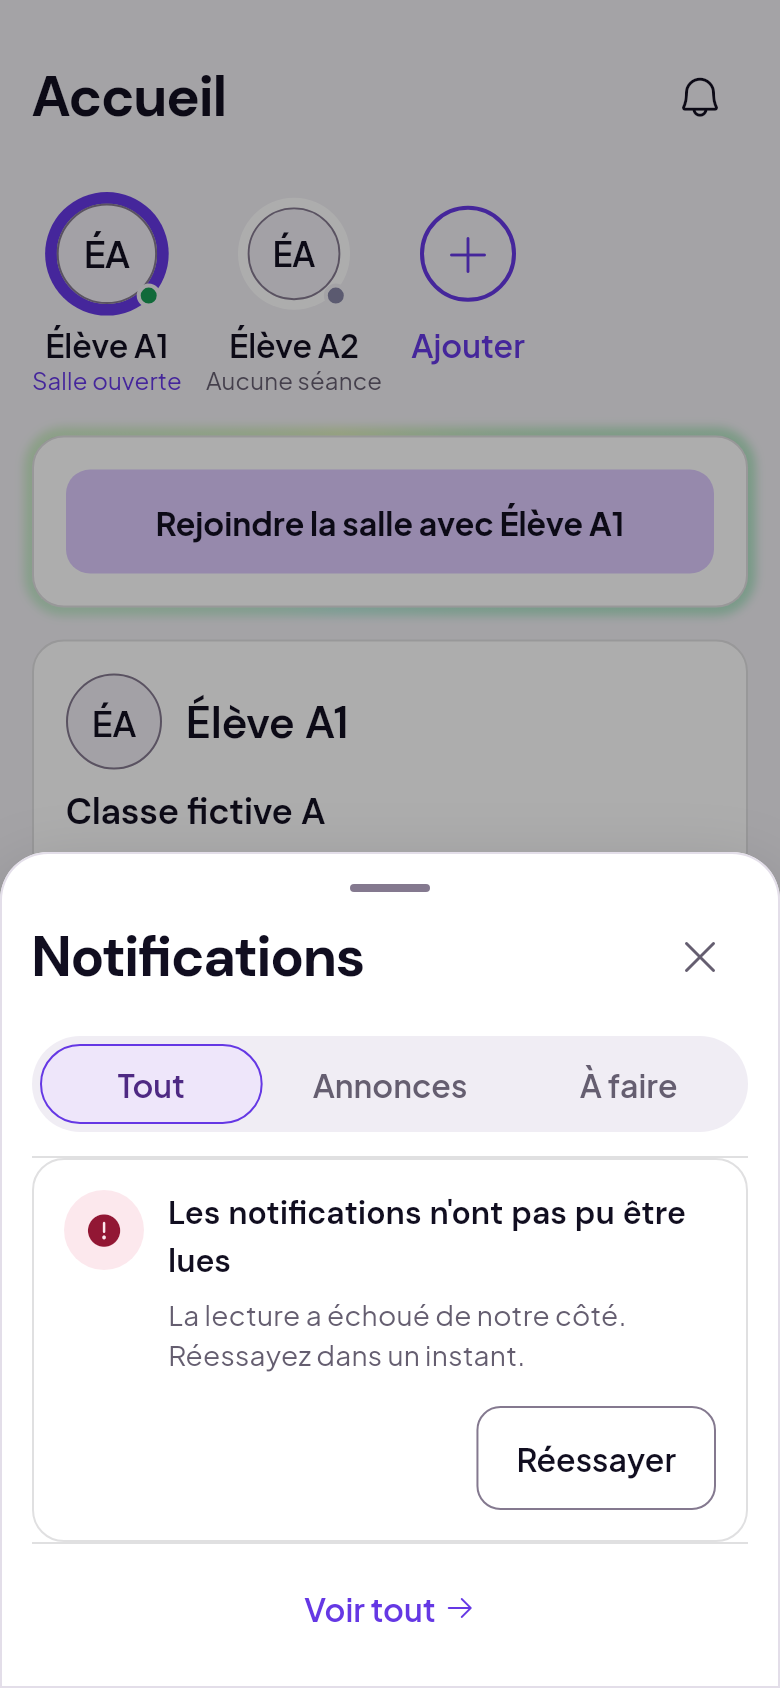 Accueil
ÉA
ÉA
Élève A1
Élève A2
Ajouter
Salle ouverte
Aucune séance
Rejoindre la salle avec Élève A1
ÉA
Élève A1
Classe fictive A
Notifications
Tout
Annonces
À faire
Les notifications n'ont pas pu être
lues
La lecture a échoué de notre côté.
Réessayez dans un instant.
Réessayer
Voir tout →